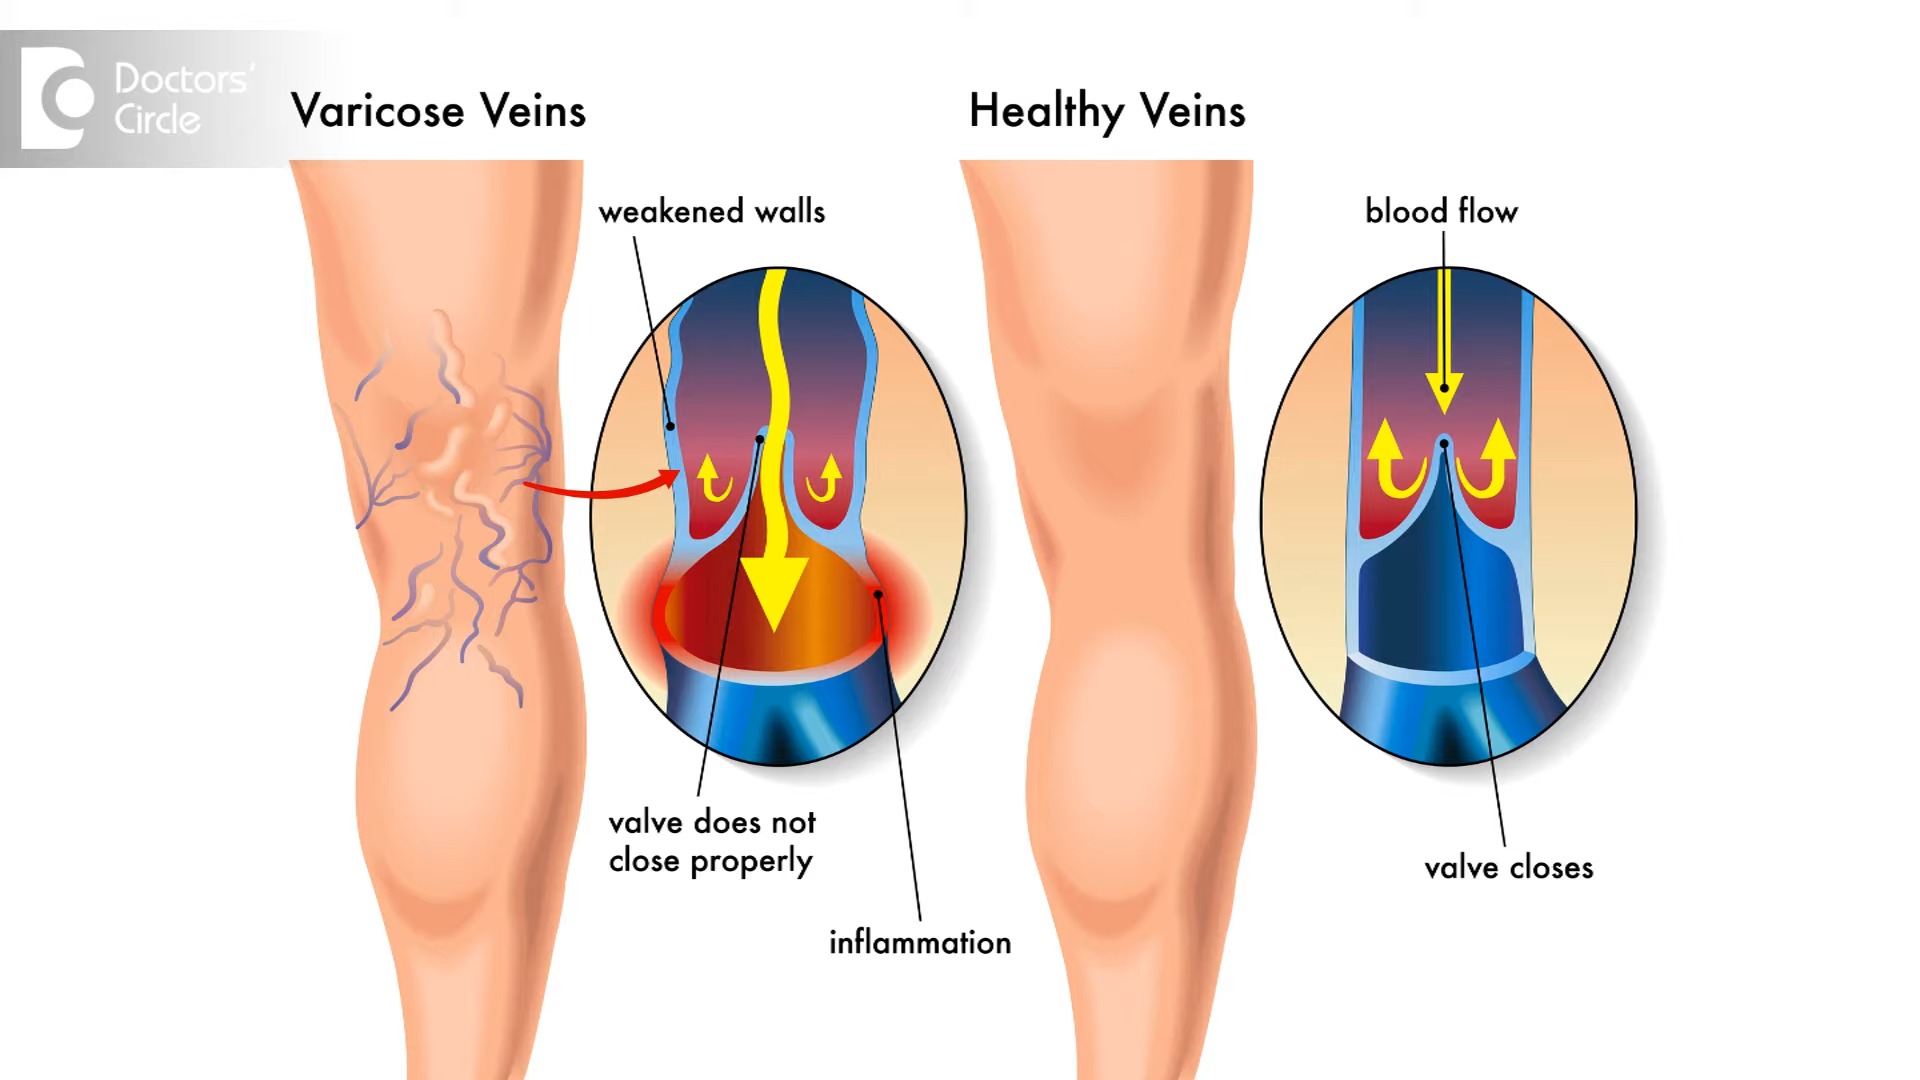 Doctors'
Circle
Varicose Veins
Healthy Veins
weakened walls
blood flow
valve does not
close properly
valve closes
inflammation